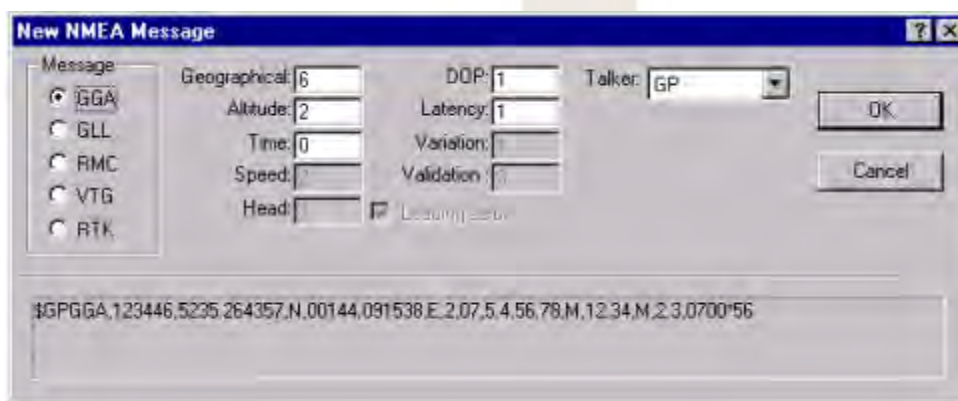 New NMEA Message
Message
GGA
GLL
RMC
VTG
RTK
Geographical: 6
Altitude: 2
Time: 0
Speed:
Head:
DOP: 1
Latency: 1
Variation:
Validation :
Talker: GP
OK
Cancel
$GPGGA,123446,5235.264357,N,00144.091538,E,2,07,5.4,56.78,M,12.34,M,2.3,0700*56